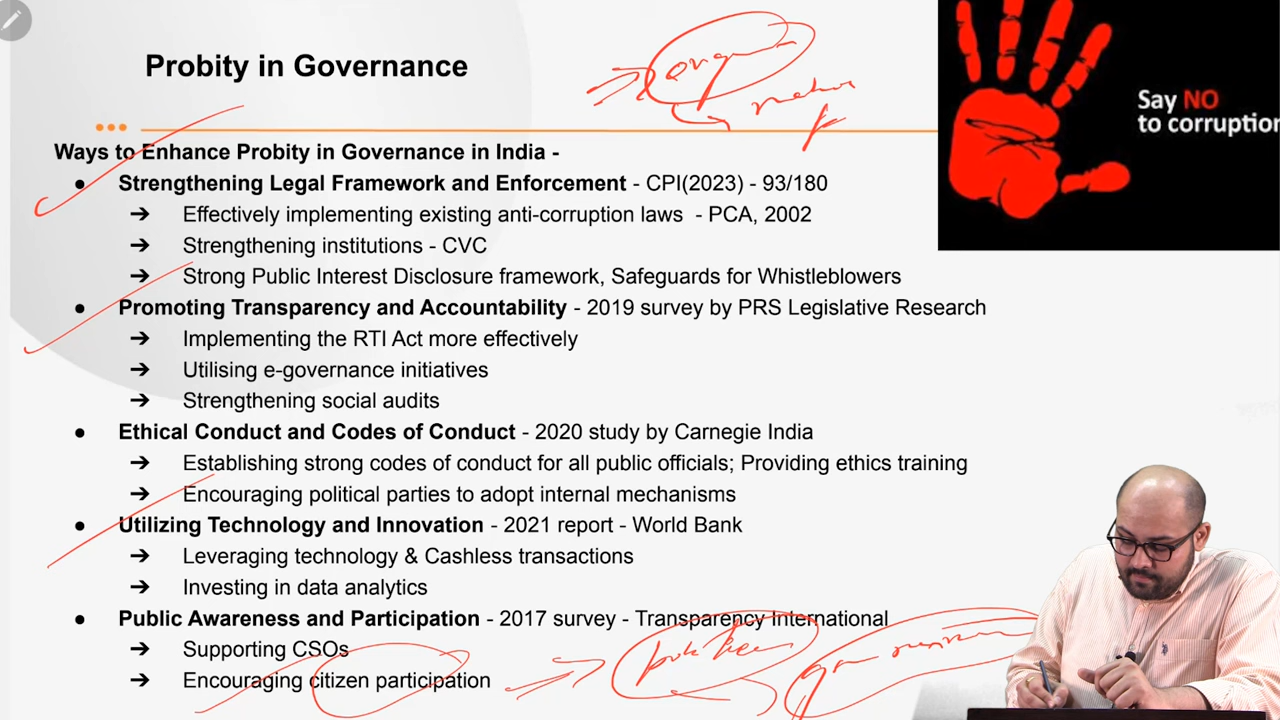 Probity in Governance
Say NO
to corruption
Ways to Enhance Probity in Governance in India -
● Strengthening Legal Framework and Enforcement - CPI(2023) - 93/180
➔ Effectively implementing existing anti-corruption laws - PCA, 2002
➔ Strengthening institutions - CVC
➔ Strong Public Interest Disclosure framework, Safeguards for Whistleblowers
● Promoting Transparency and Accountability - 2019 survey by PRS Legislative Research
➔ Implementing the RTI Act more effectively
➔ Utilising e-governance initiatives
➔ Strengthening social audits
● Ethical Conduct and Codes of Conduct - 2020 study by Carnegie India
➔ Establishing strong codes of conduct for all public officials; Providing ethics training
➔ Encouraging political parties to adopt internal mechanisms
● Utilizing Technology and Innovation - 2021 report - World Bank
➔ Leveraging technology & Cashless transactions
➔ Investing in data analytics
● Public Awareness and Participation - 2017 survey - Transparency International
➔ Supporting CSOs
➔ Encouraging citizen participation